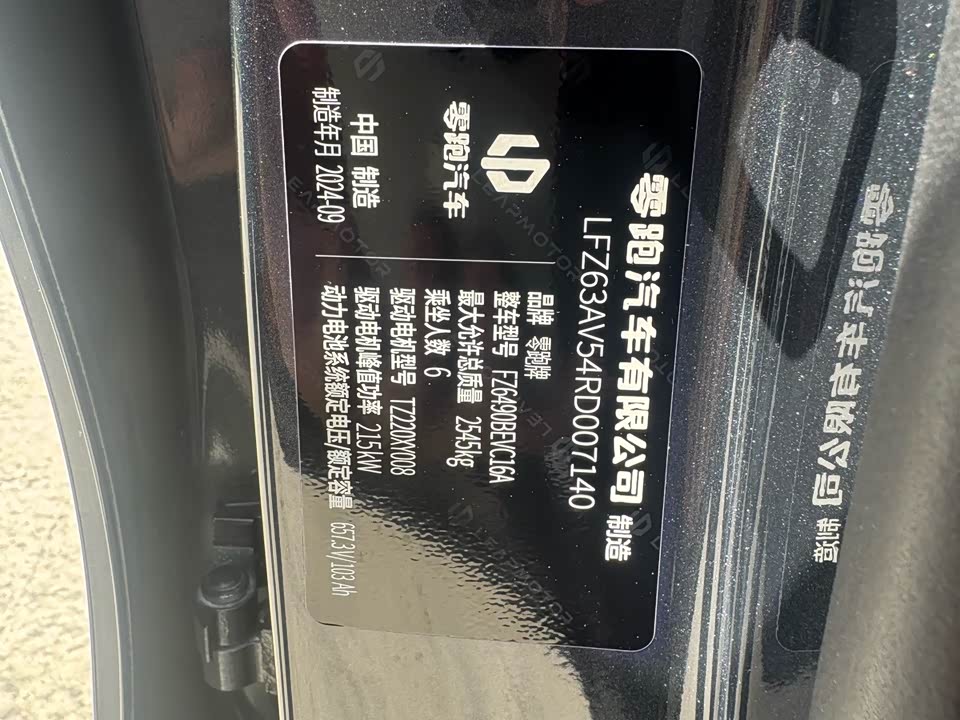 零跑汽车有限公司 制造
LFZ63AV54RD007140
零跑汽车
中国 制造
制造年月 2024-09
品牌 零跑牌
整车型号 FZ6490BEVC16A
最大允许总质量 2545kg
乘坐人数 6
驱动电机型号 TZ220XY088
驱动电机峰值功率 215kW
动力电池系统额定电压/额定容量 657.3V/103Ah
LEAPMOTOR